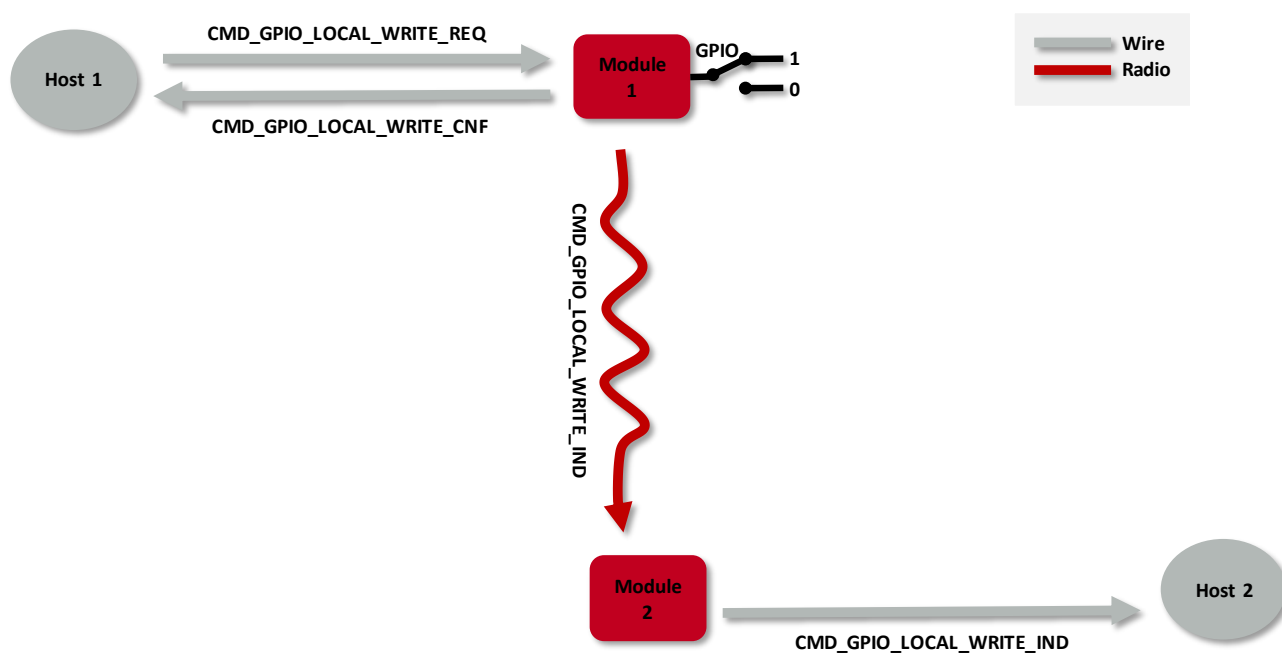 CMD_GPIO_LOCAL_WRITE_REQ
Host 1
Module
1
GPIO
1
0
Wire
Radio
CMD_GPIO_LOCAL_WRITE_CNF
CMD_GPIO_LOCAL_WRITE_IND
Module
2
Host 2
CMD_GPIO_LOCAL_WRITE_IND